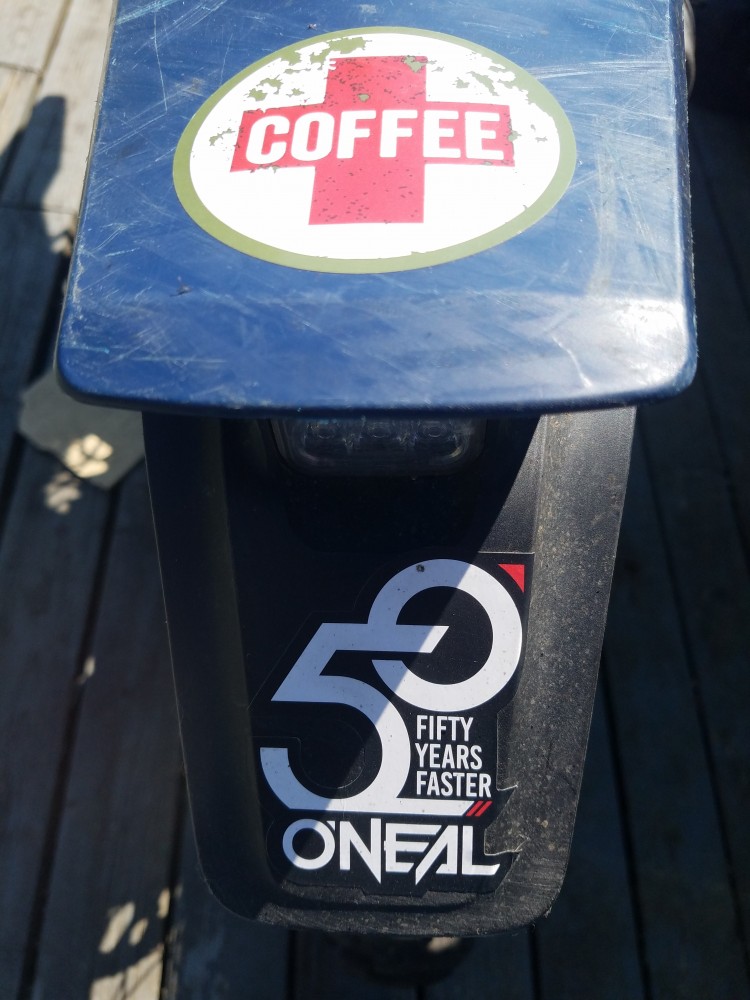 COFFEE
50
FIFTY
YEARS
FASTER
O'NEAL